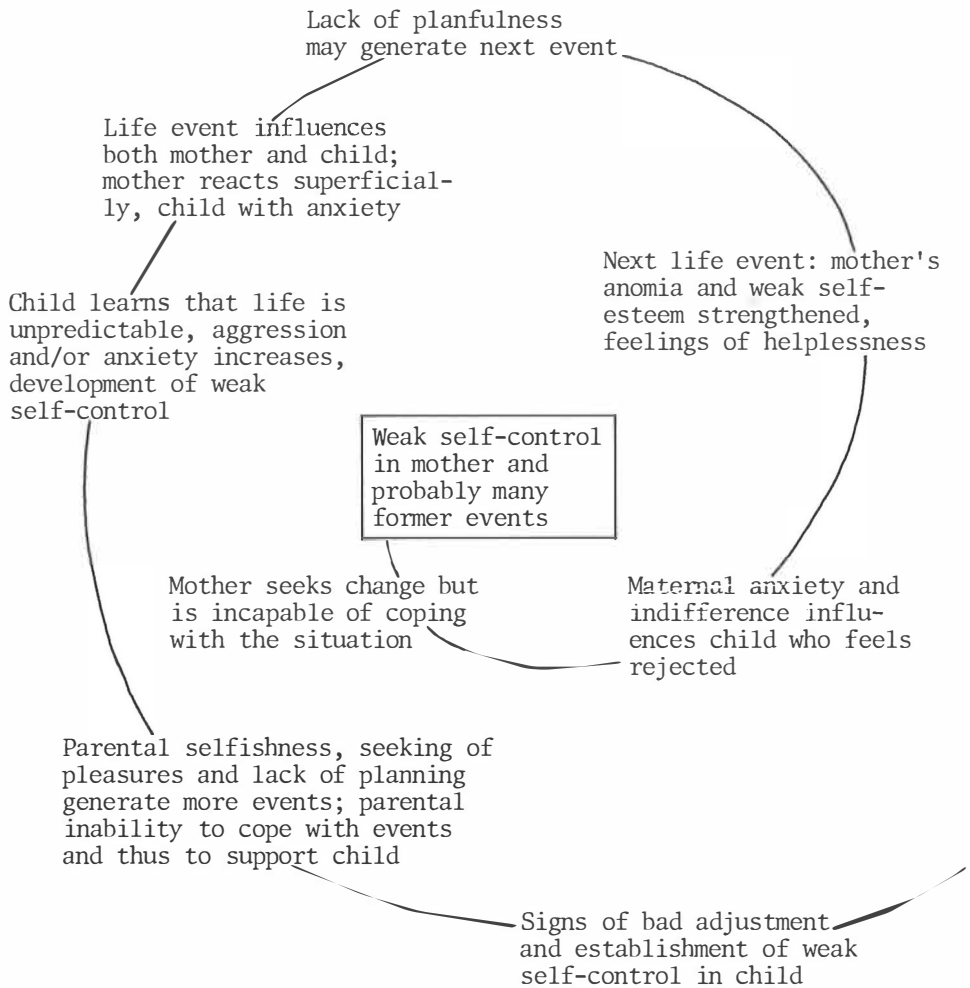 Lack of planfulness
may generate next event
Life event influences
both mother and child;
mother reacts superficial-
ly, child with anxiety
Next life event: mother's
anomia and weak self-
esteem strengthened,
feelings of helplessness
Child learns that life is
unpredictable, aggression
and/or anxiety increases,
development of weak
self-control
Weak self-control
in mother and
probably many
former events
Mother seeks change but
is incapable of coping
with the situation
Maternal anxiety and
indifference influ-
ences child who feels
rejected
Parental selfishness, seeking of
pleasures and lack of planning
generate more events; parental
inability to cope with events
and thus to support child
Signs of bad adjustment
and establishment of weak
self-control in child